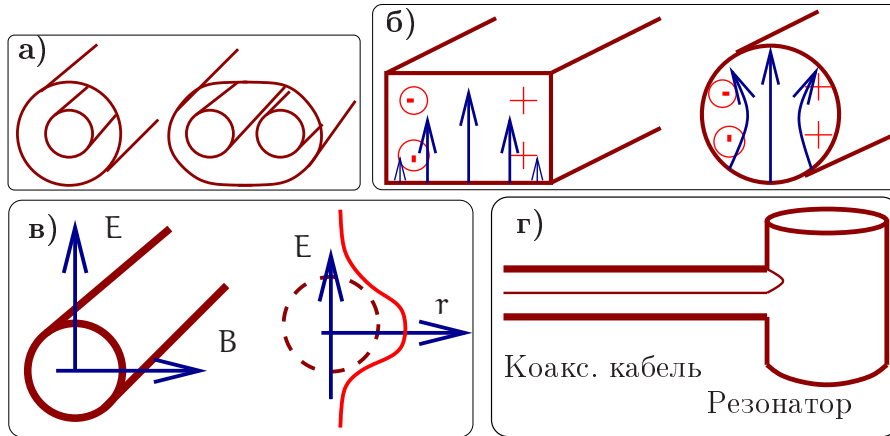 а)
б)
в)
E
B
E
r
г)
Коакс. кабель
Резонатор